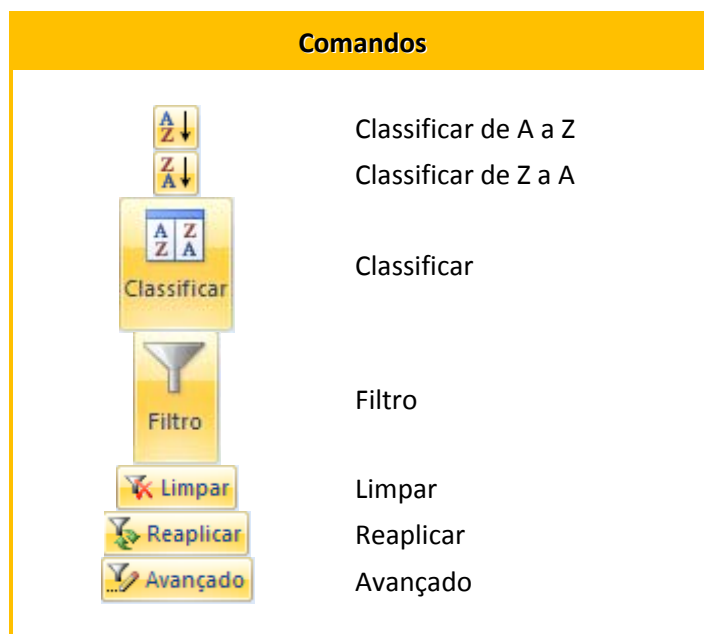 Comandos
A Z Classificar de A a Z
Z A Classificar de Z a A
A Z
Z A
Classificar Classificar
Filtro Filtro
Limpar Limpar
Reaplicar Reaplicar
Avançado Avançado